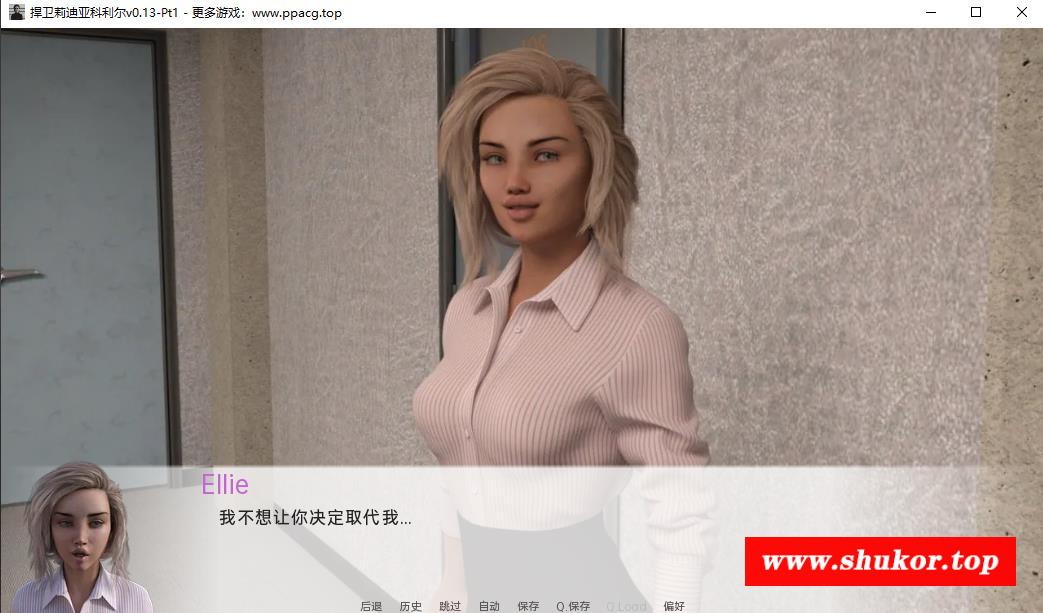 捍卫莉迪亚科利尔v0.13-Pt1 - 更多游戏：www.ppacg.top
Ellie
我不想让你决定取代我...
www.shukor.top
后退 历史 跳过 自动 保存 Q.保存 Q.Load 偏好